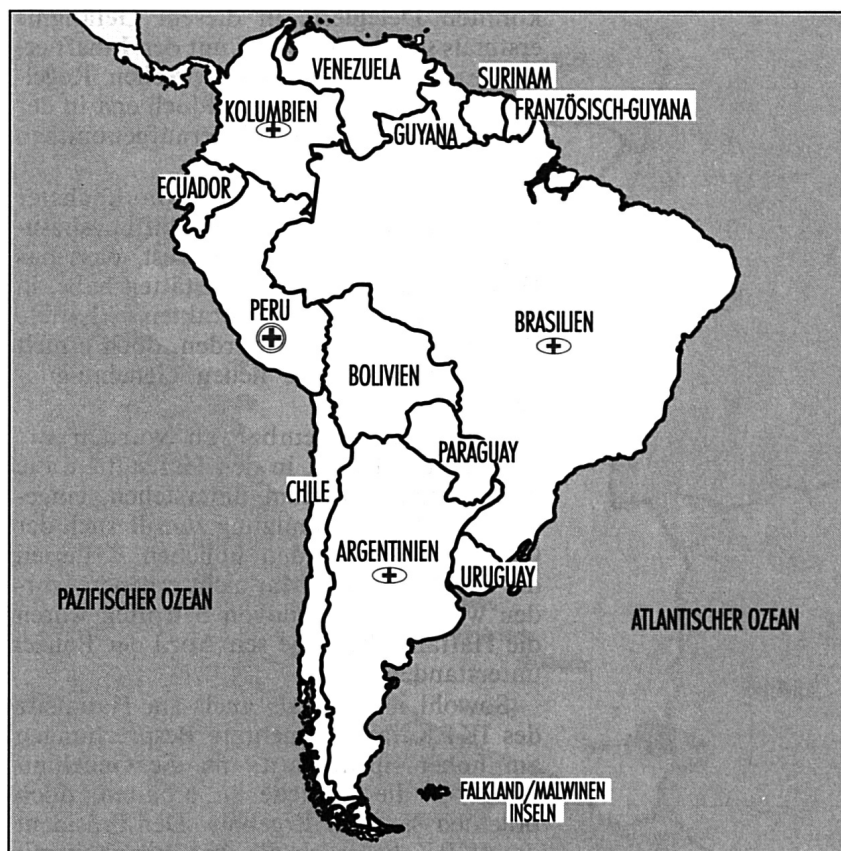 VENEZUELA
SURINAM
KOLUMBIEN
FRANZÖSISCH-GUYANA
GUYANA
ECUADOR
PERU
BRASILIEN
BOLIVIEN
PARAGUAY
CHILE
ARGENTINIEN
URUGUAY
PAZIFISCHER OZEAN
ATLANTISCHER OZEAN
FALKLAND/MALWINEN
INSELN